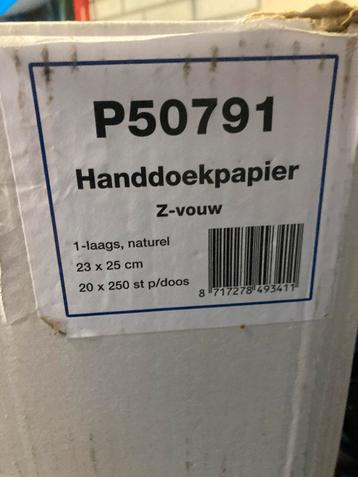 P50791
Handdoekpapier
Z-vouw
1-laags, naturel
23 x 25 cm
20 x 250 st p/doos
8 717278 493411